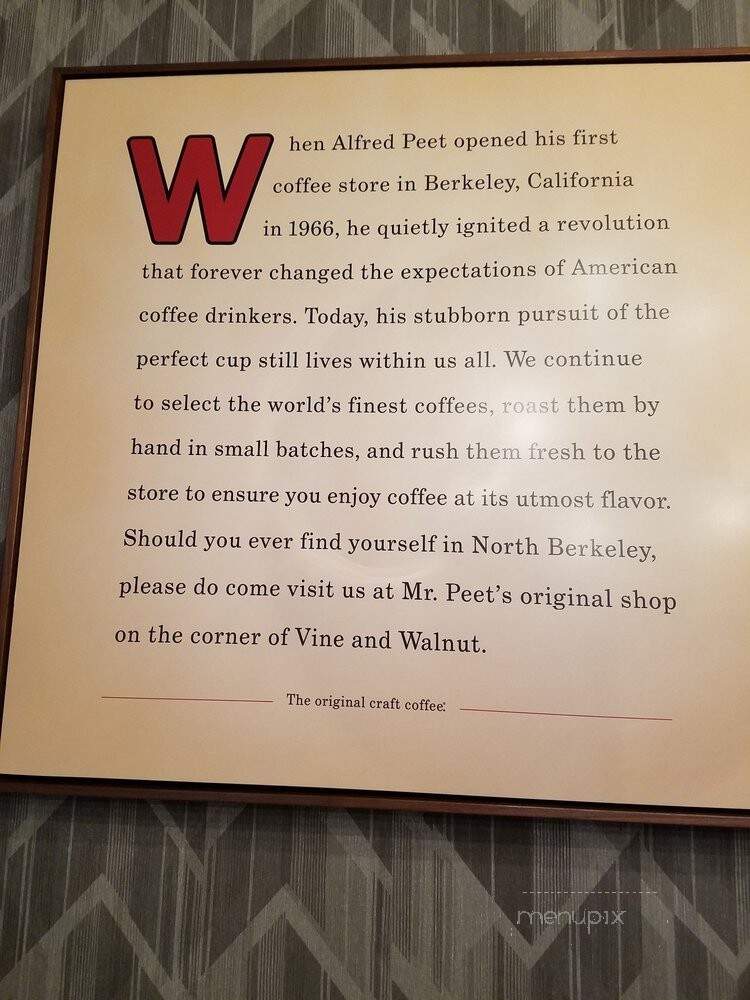 When Alfred Peet opened his first
coffee store in Berkeley, California
in 1966, he quietly ignited a revolution
that forever changed the expectations of American
coffee drinkers. Today, his stubborn pursuit of the
perfect cup still lives within us all. We continue
to select the world's finest coffees, roast them by
hand in small batches, and rush them fresh to the
store to ensure you enjoy coffee at its utmost flavor.
Should you ever find yourself in North Berkeley,
please do come visit us at Mr. Peet's original shop
on the corner of Vine and Walnut.
The original craft coffee.
menupix